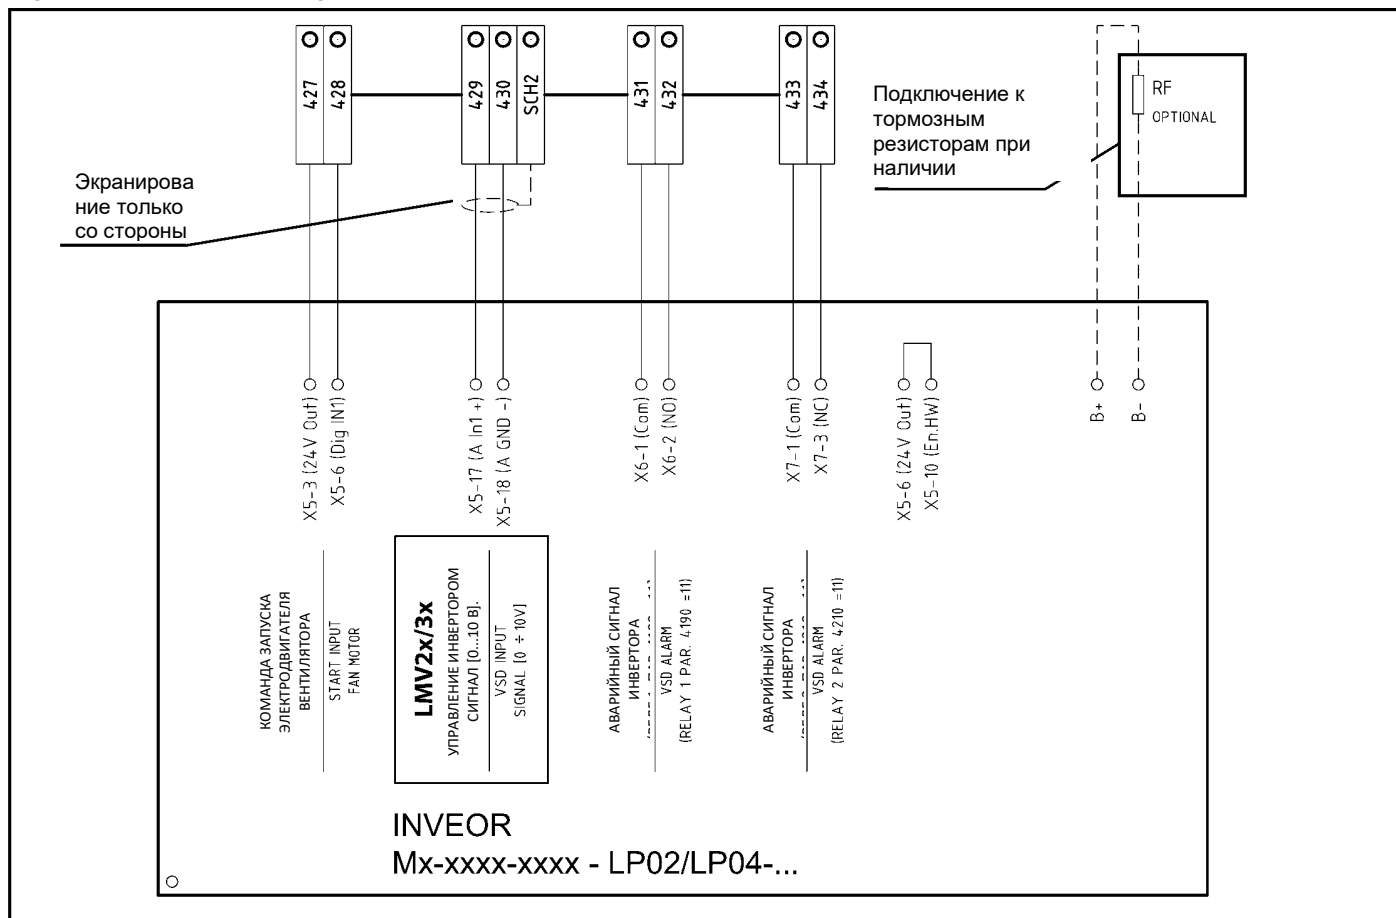 427
428
429
430
SCH2
431
432
433
434
Подключение к
тормозным
резисторам при
наличии
RF
OPTIONAL
Экранирова
ние только
со стороны
X5-3 (24V Out)
X5-6 (Dig IN1)
X5-17 (A In1 +)
X5-18 (A GND -)
X6-1 (Com)
X6-2 (NO)
X7-1 (Com)
X7-3 (NC)
X5-6 (24V Out)
X5-10 (En.HW)
B+
B-
КОМАНДА ЗАПУСКА
ЭЛЕКТРОДВИГАТЕЛЯ
ВЕНТИЛЯТОРА
START INPUT
FAN MOTOR
LMV2x/3x
УПРАВЛЕНИЕ ИНВЕРТОРОМ
СИГНАЛ [0...10 В].
VSD INPUT
SIGNAL [0 ÷ 10V]
АВАРИЙНЫЙ СИГНАЛ
ИНВЕРТОРА
VSD ALARM
(RELAY 1 PAR. 4190 =11)
АВАРИЙНЫЙ СИГНАЛ
ИНВЕРТОРА
VSD ALARM
(RELAY 2 PAR. 4210 =11)
INVEOR
Mx-xxxx-xxxx - LP02/LP04-...